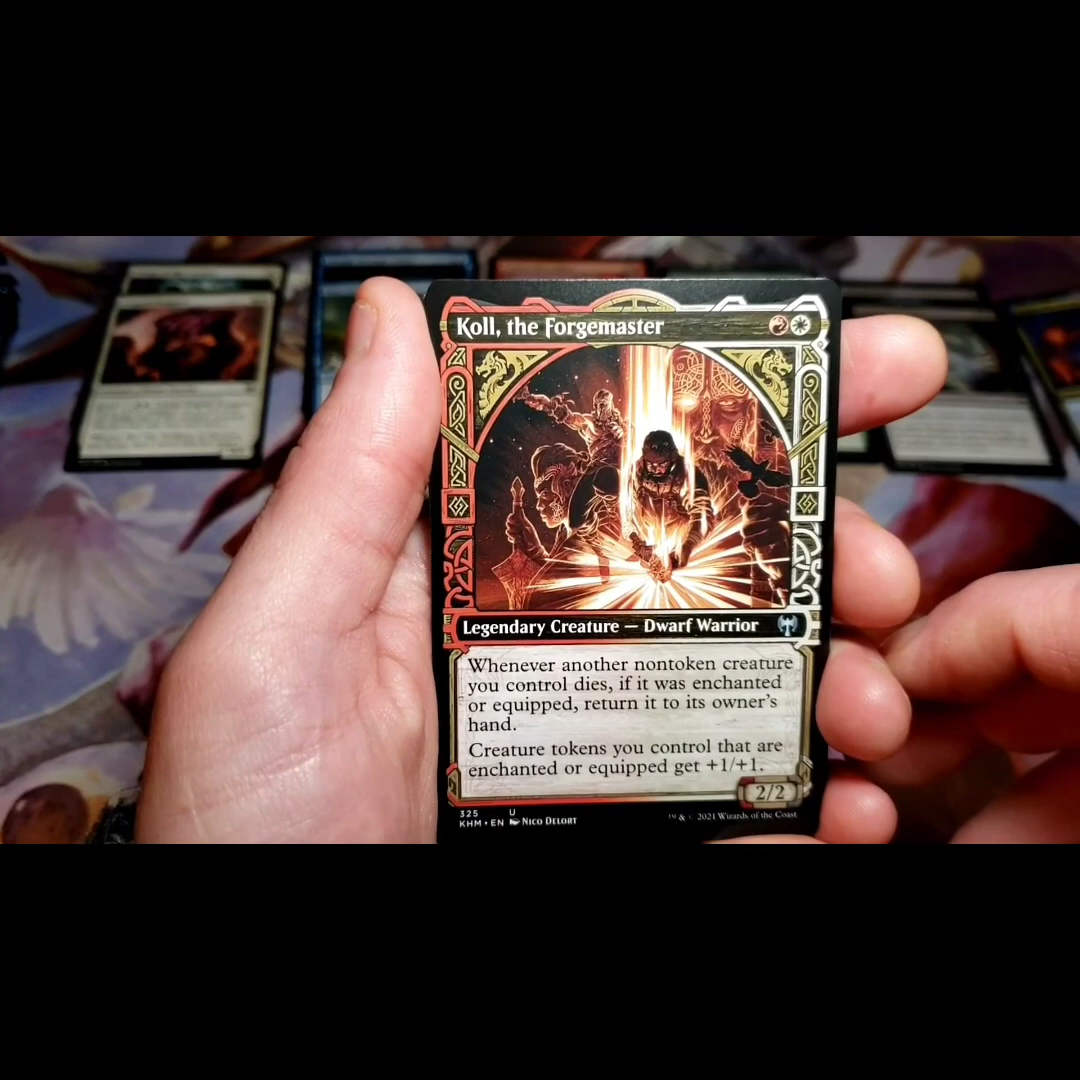 Koll, the Forgemaster
Legendary Creature — Dwarf Warrior
Whenever another nontoken creature
you control dies, if it was enchanted
or equipped, return it to its owner's
hand.
Creature tokens you control that are
enchanted or equipped get +1/+1.
2/2
325 U
KHM • EN Nico Delort
™ & © 2021 Wizards of the Coast